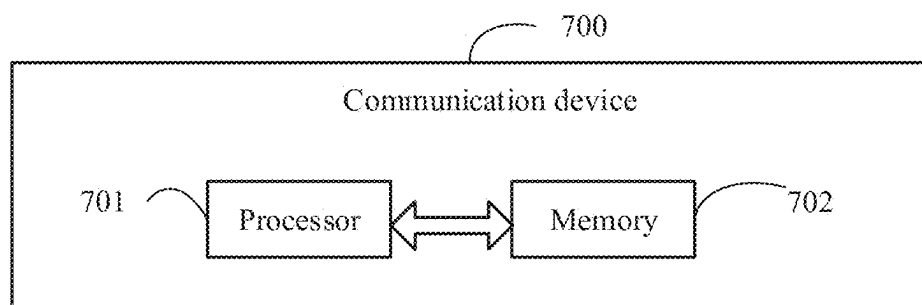 700
Communication device
701
Processor
Memory
702